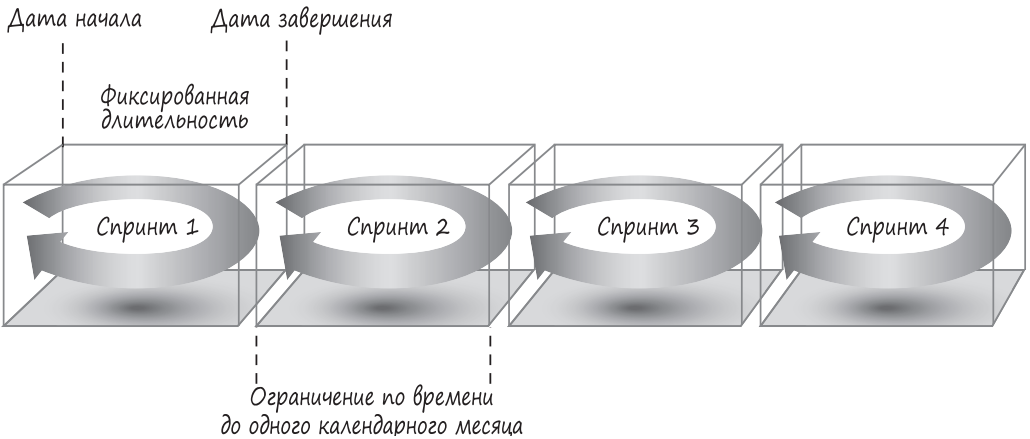 Дата начала
Дата завершения
Фиксированная
длительность
Спринт 1
Спринт 2
Спринт 3
Спринт 4
Ограничение по времени
до одного календарного месяца